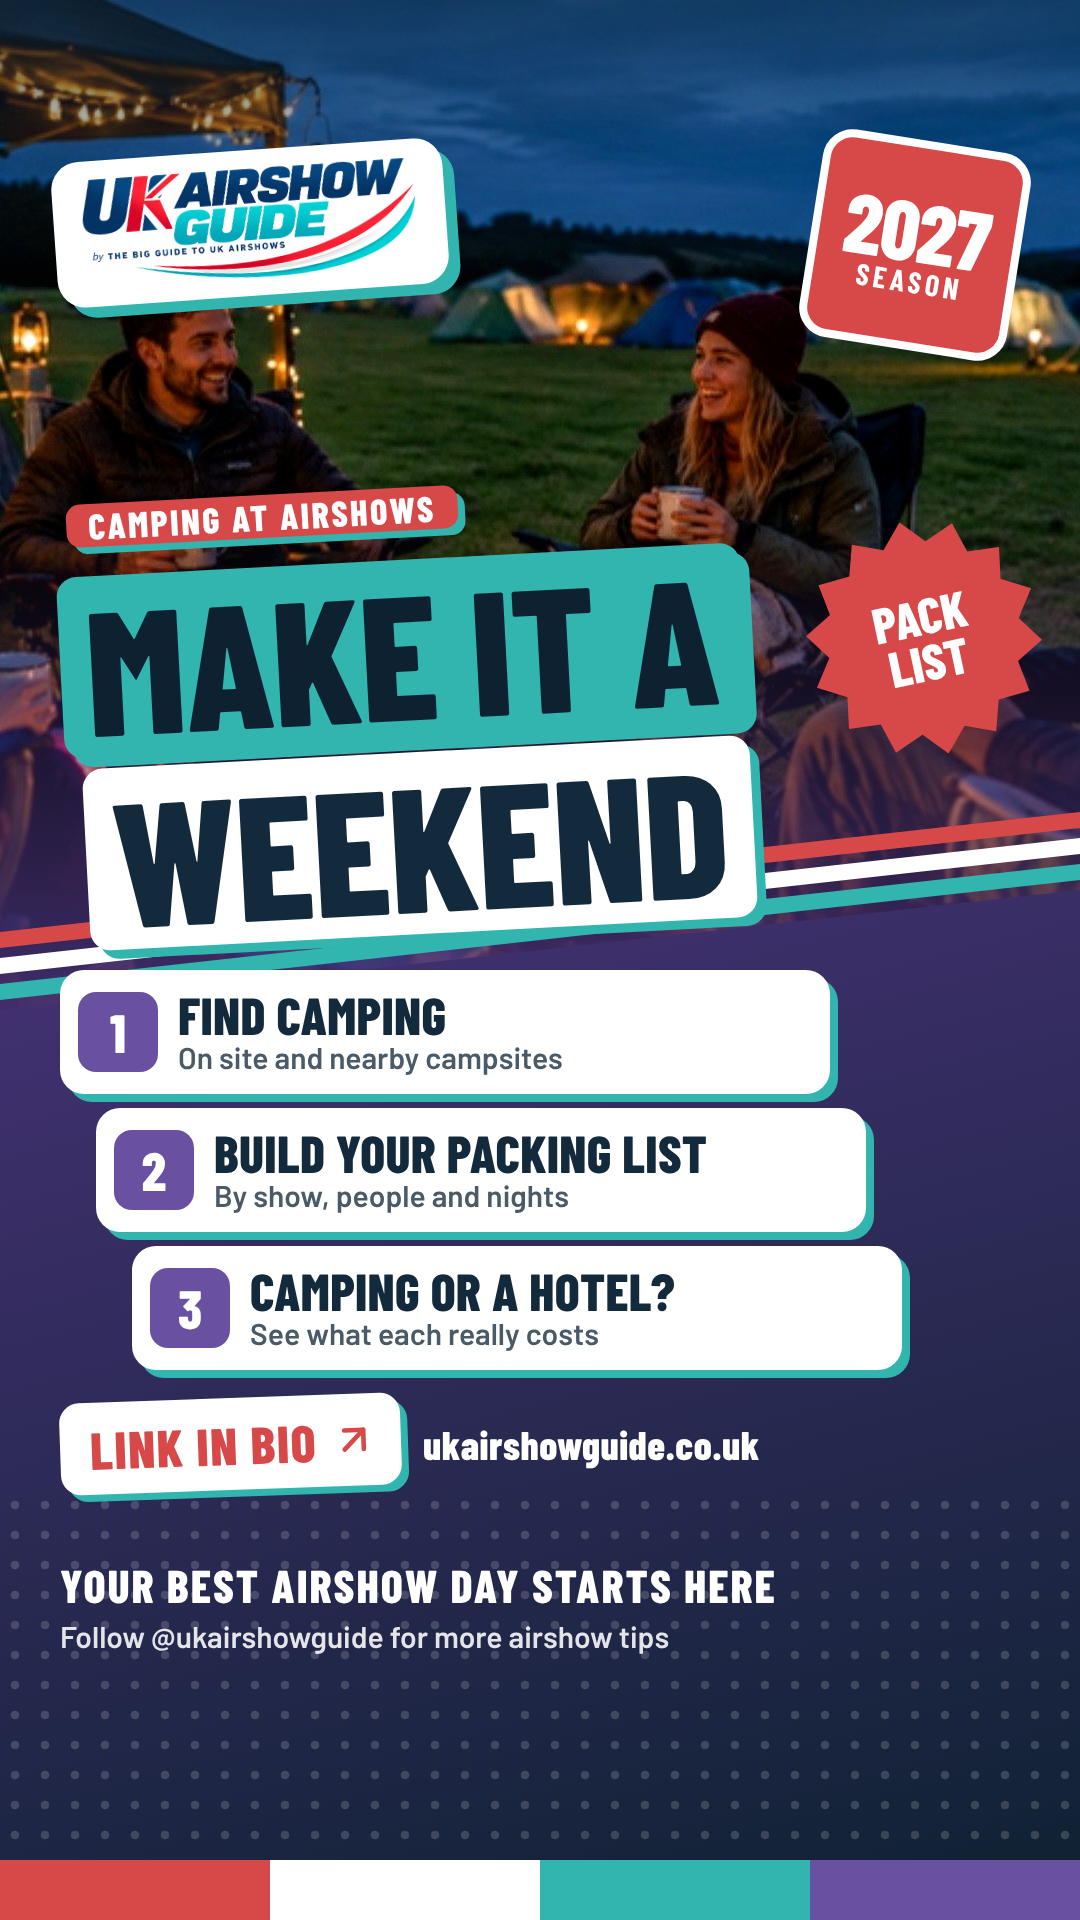 UK AIRSHOW
GUIDE
by THE BIG GUIDE TO UK AIRSHOWS
2027
SEASON
CAMPING AT AIRSHOWS
MAKE IT A
WEEKEND
PACK
LIST
1
FIND CAMPING
On site and nearby campsites
2
BUILD YOUR PACKING LIST
By show, people and nights
3
CAMPING OR A HOTEL?
See what each really costs
LINK IN BIO
ukairshowguide.co.uk
YOUR BEST AIRSHOW DAY STARTS HERE
Follow @ukairshowguide for more airshow tips